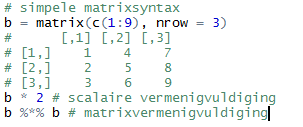 # simpele matrixsyntax
b = matrix(c(1:9), nrow = 3)
#      [,1] [,2] [,3]
# [1,]    1    4    7
# [2,]    2    5    8
# [3,]    3    6    9
b * 2 # scalaire vermenigvuldiging
b %*% b # matrixvermenigvuldiging